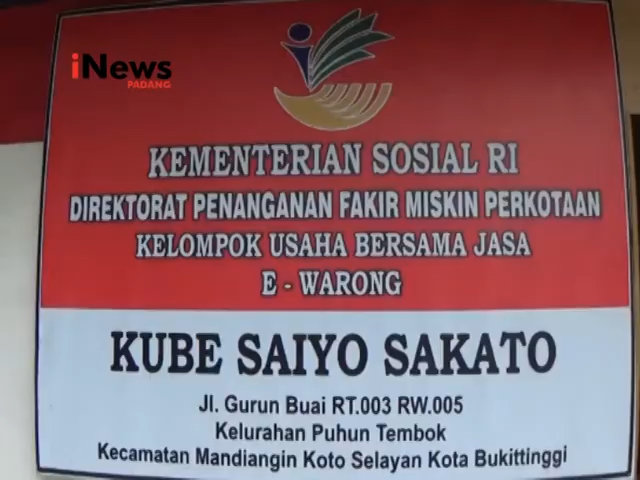 iNews
PADANG
KEMENTERIAN SOSIAL RI
DIREKTORAT PENANGANAN FAKIR MISKIN PERKOTAAN
KELOMPOK USAHA BERSAMA JASA
E - WARONG
KUBE SAIYO SAKATO
Jl. Gurun Buai RT.003 RW.005
Kelurahan Puhun Tembok
Kecamatan Mandiangin Koto Selayan Kota Bukittinggi